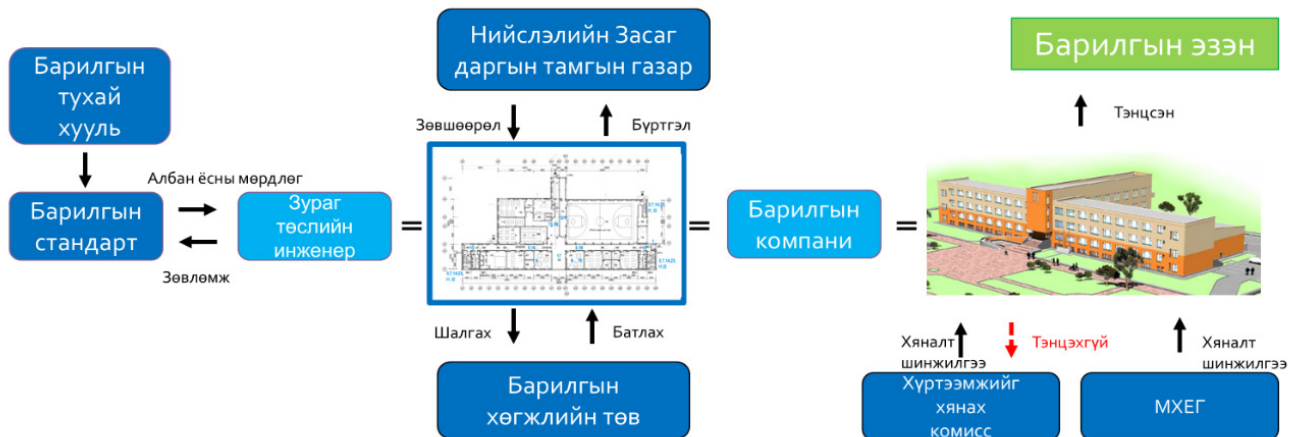 Барилгын
тухай
хууль
Барилгын
стандарт
Албан ёсны мөрдлөг
Зөвлөмж
Зураг
төслийн
инженер
=
Нийслэлийн Засаг
даргын тамгын газар
Зөвшөөрөл
Бүртгэл
Шалгах
Батлах
Барилгын
хөгжлийн төв
=
Барилгын
компани
=
Барилгын эзэн
Тэнцсэн
Хяналт
шинжилгээ
Тэнцэхгүй
Хяналт
шинжилгээ
Хүртээмжийг
хянах
комисс
МХЕГ